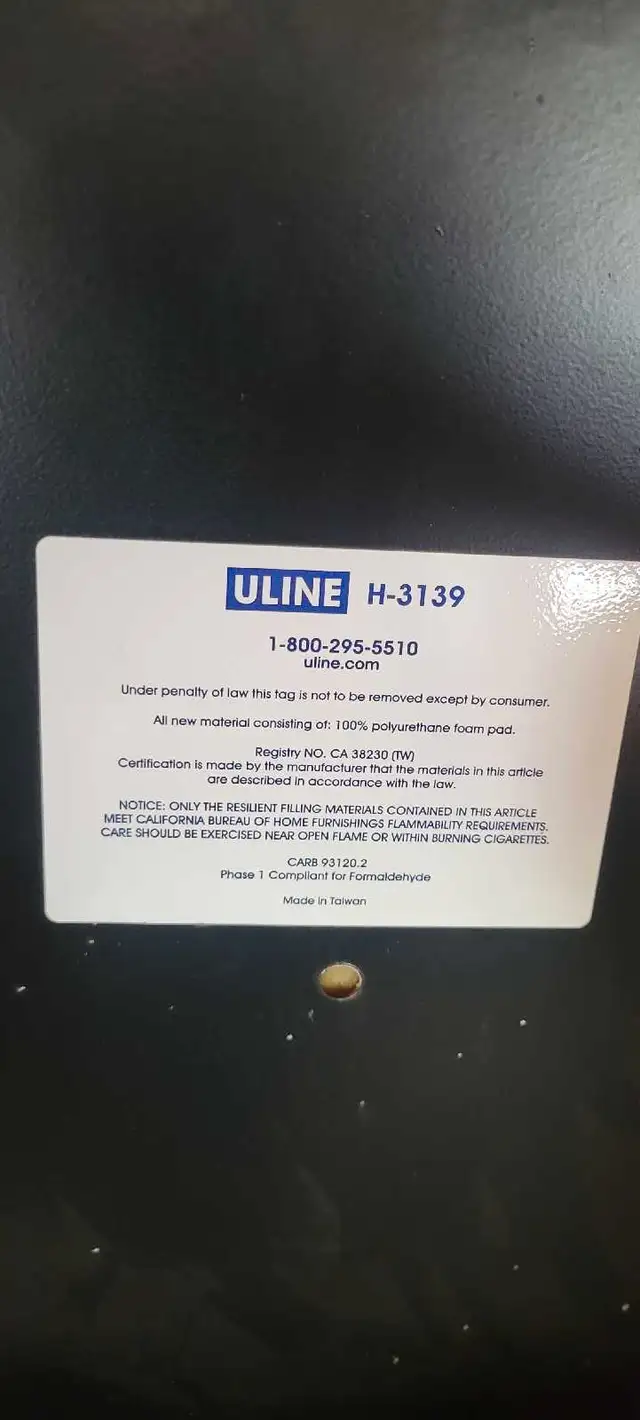 ULINE H-3139
1-800-295-5510
uline.com
Under penalty of law this tag is not to be removed except by consumer.
All new material consisting of: 100% polyurethane foam pad.
Registry NO. CA 38230 (TW)
Certification is made by the manufacturer that the materials in this article
are described in accordance with the law.
NOTICE: ONLY THE RESILIENT FILLING MATERIALS CONTAINED IN THIS ARTICLE
MEET CALIFORNIA BUREAU OF HOME FURNISHINGS FLAMMABILITY REQUIREMENTS.
CARE SHOULD BE EXERCISED NEAR OPEN FLAME OR WITHIN BURNING CIGARETTES.
CARB 93120.2
Phase 1 Compliant for Formaldehyde
Made in Taiwan